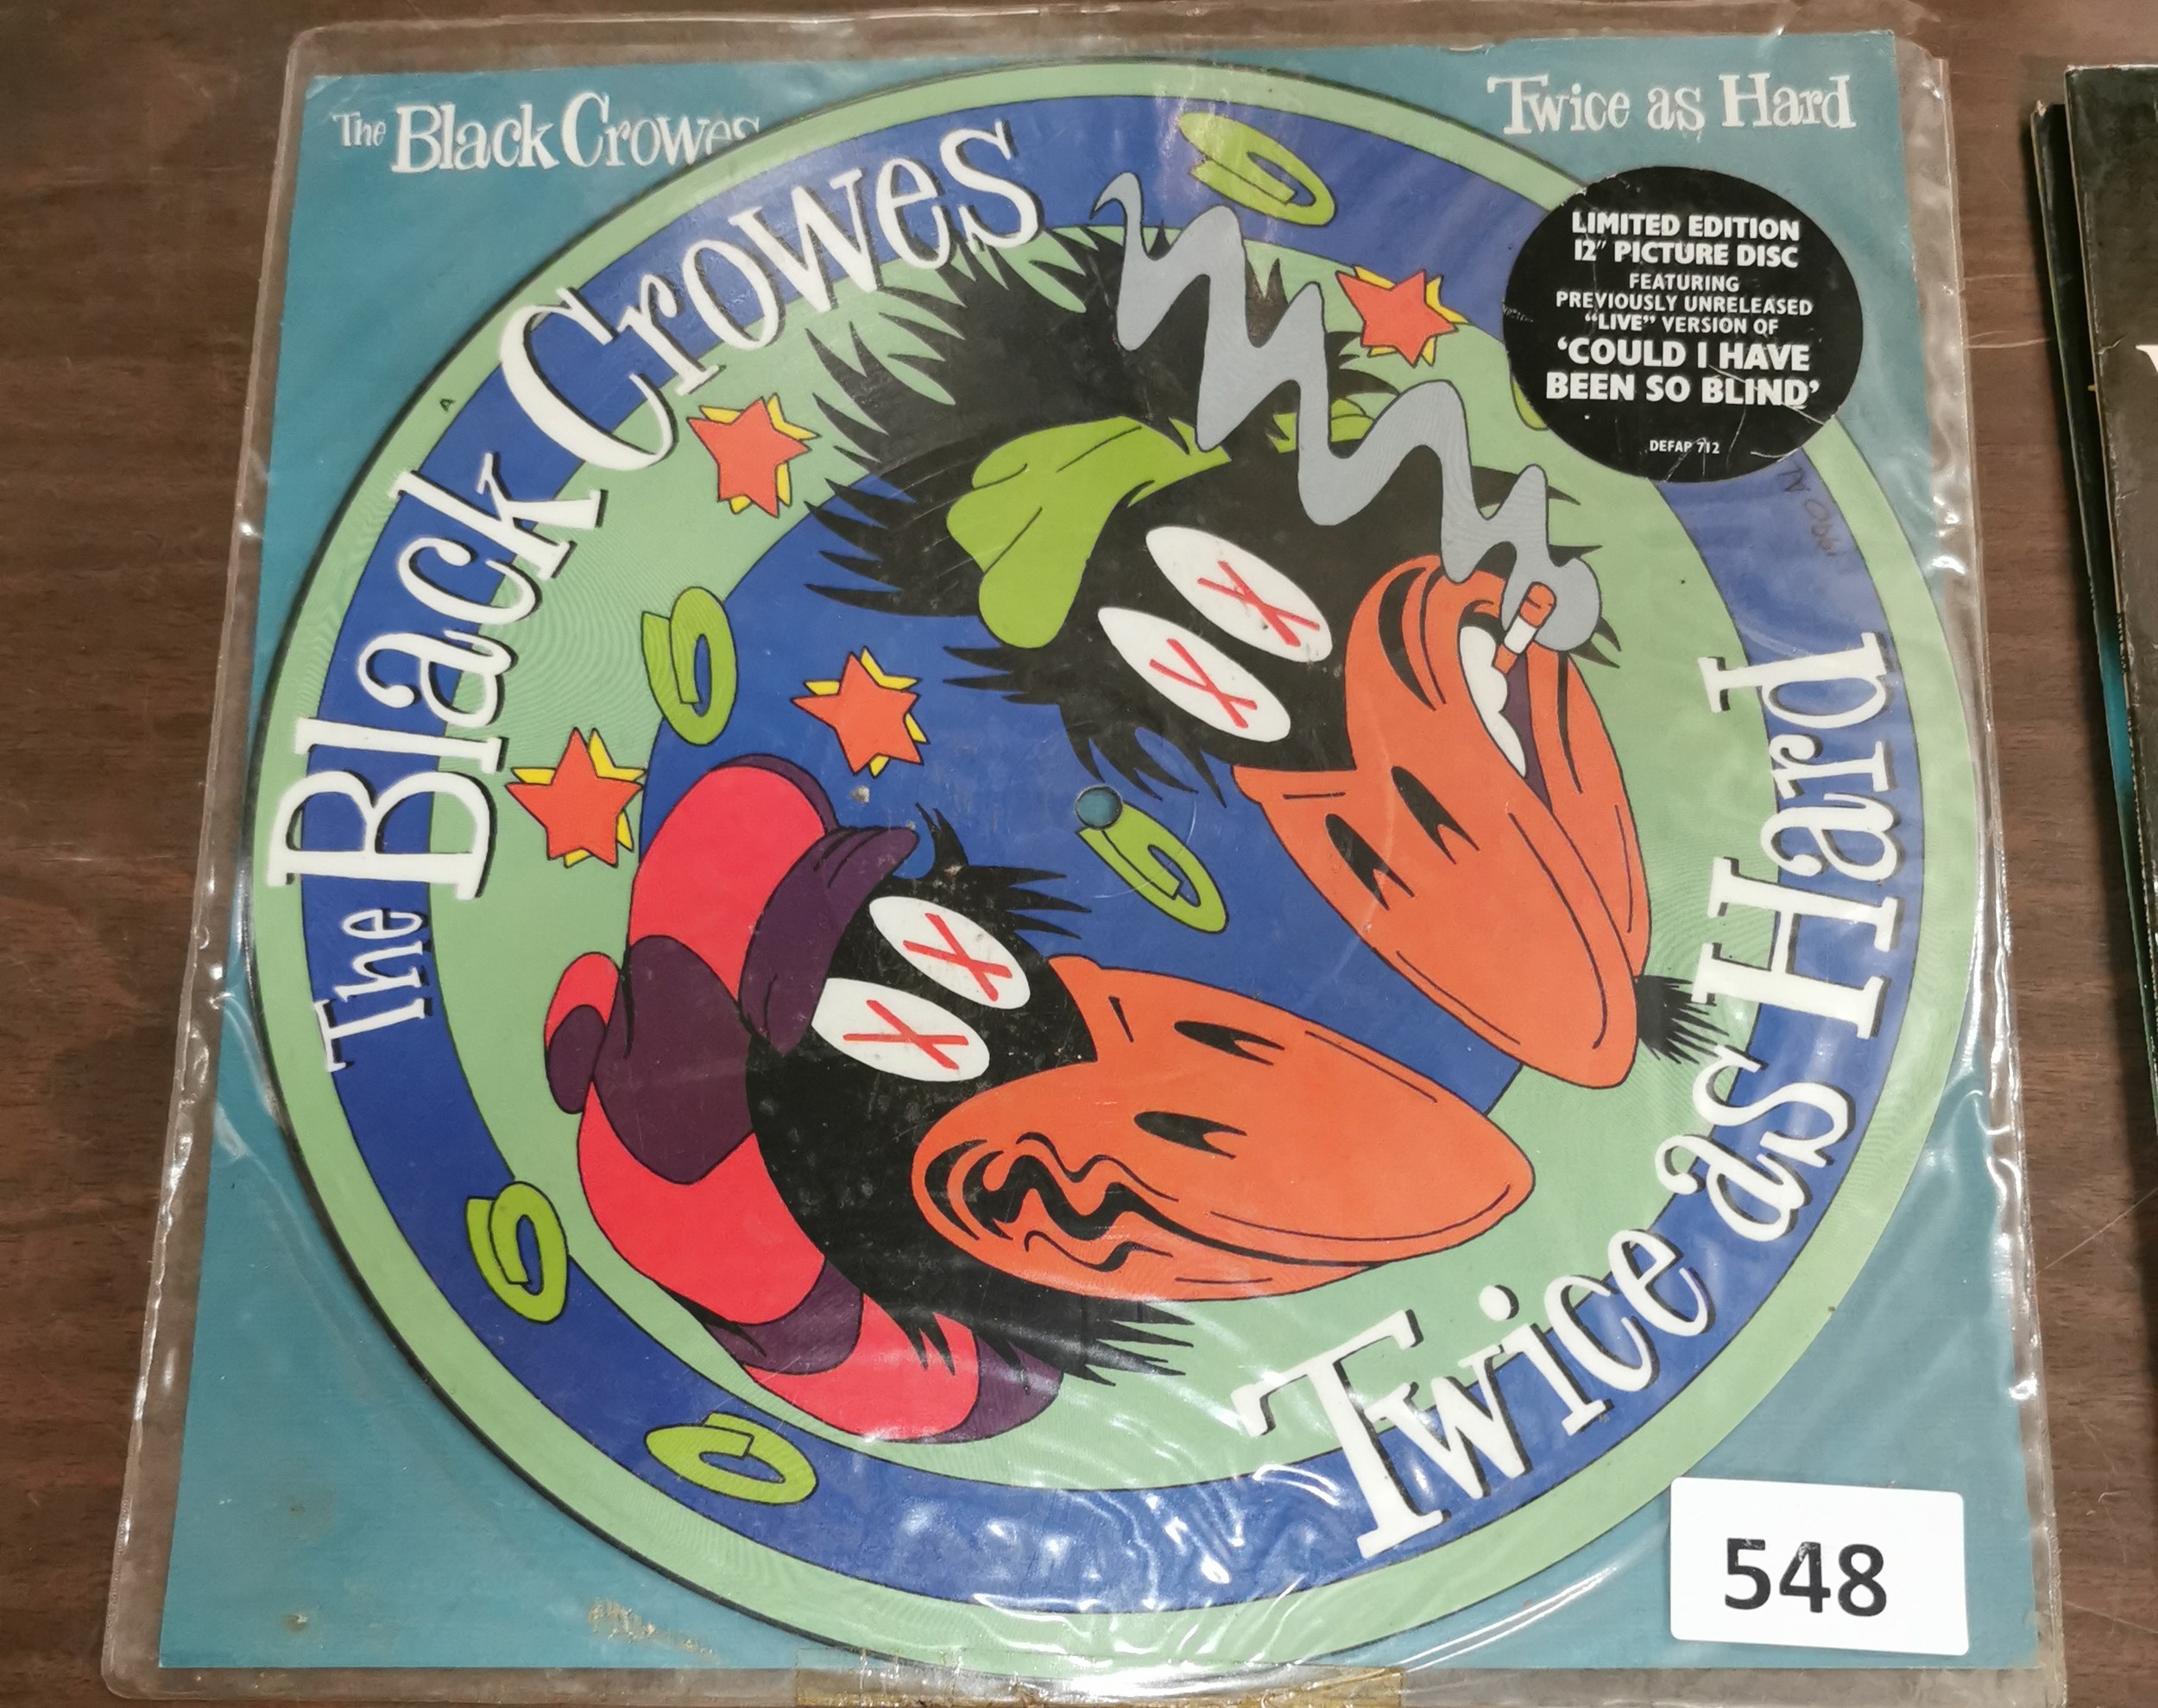 The Black Crowes
Twice as Hard
LIMITED EDITION
12" PICTURE DISC
FEATURING
PREVIOUSLY UNRELEASED
"LIVE" VERSION OF
'COULD I HAVE
BEEN SO BLIND'
DEFAP 712
The Black Crowes
Twice as Hard
A
548